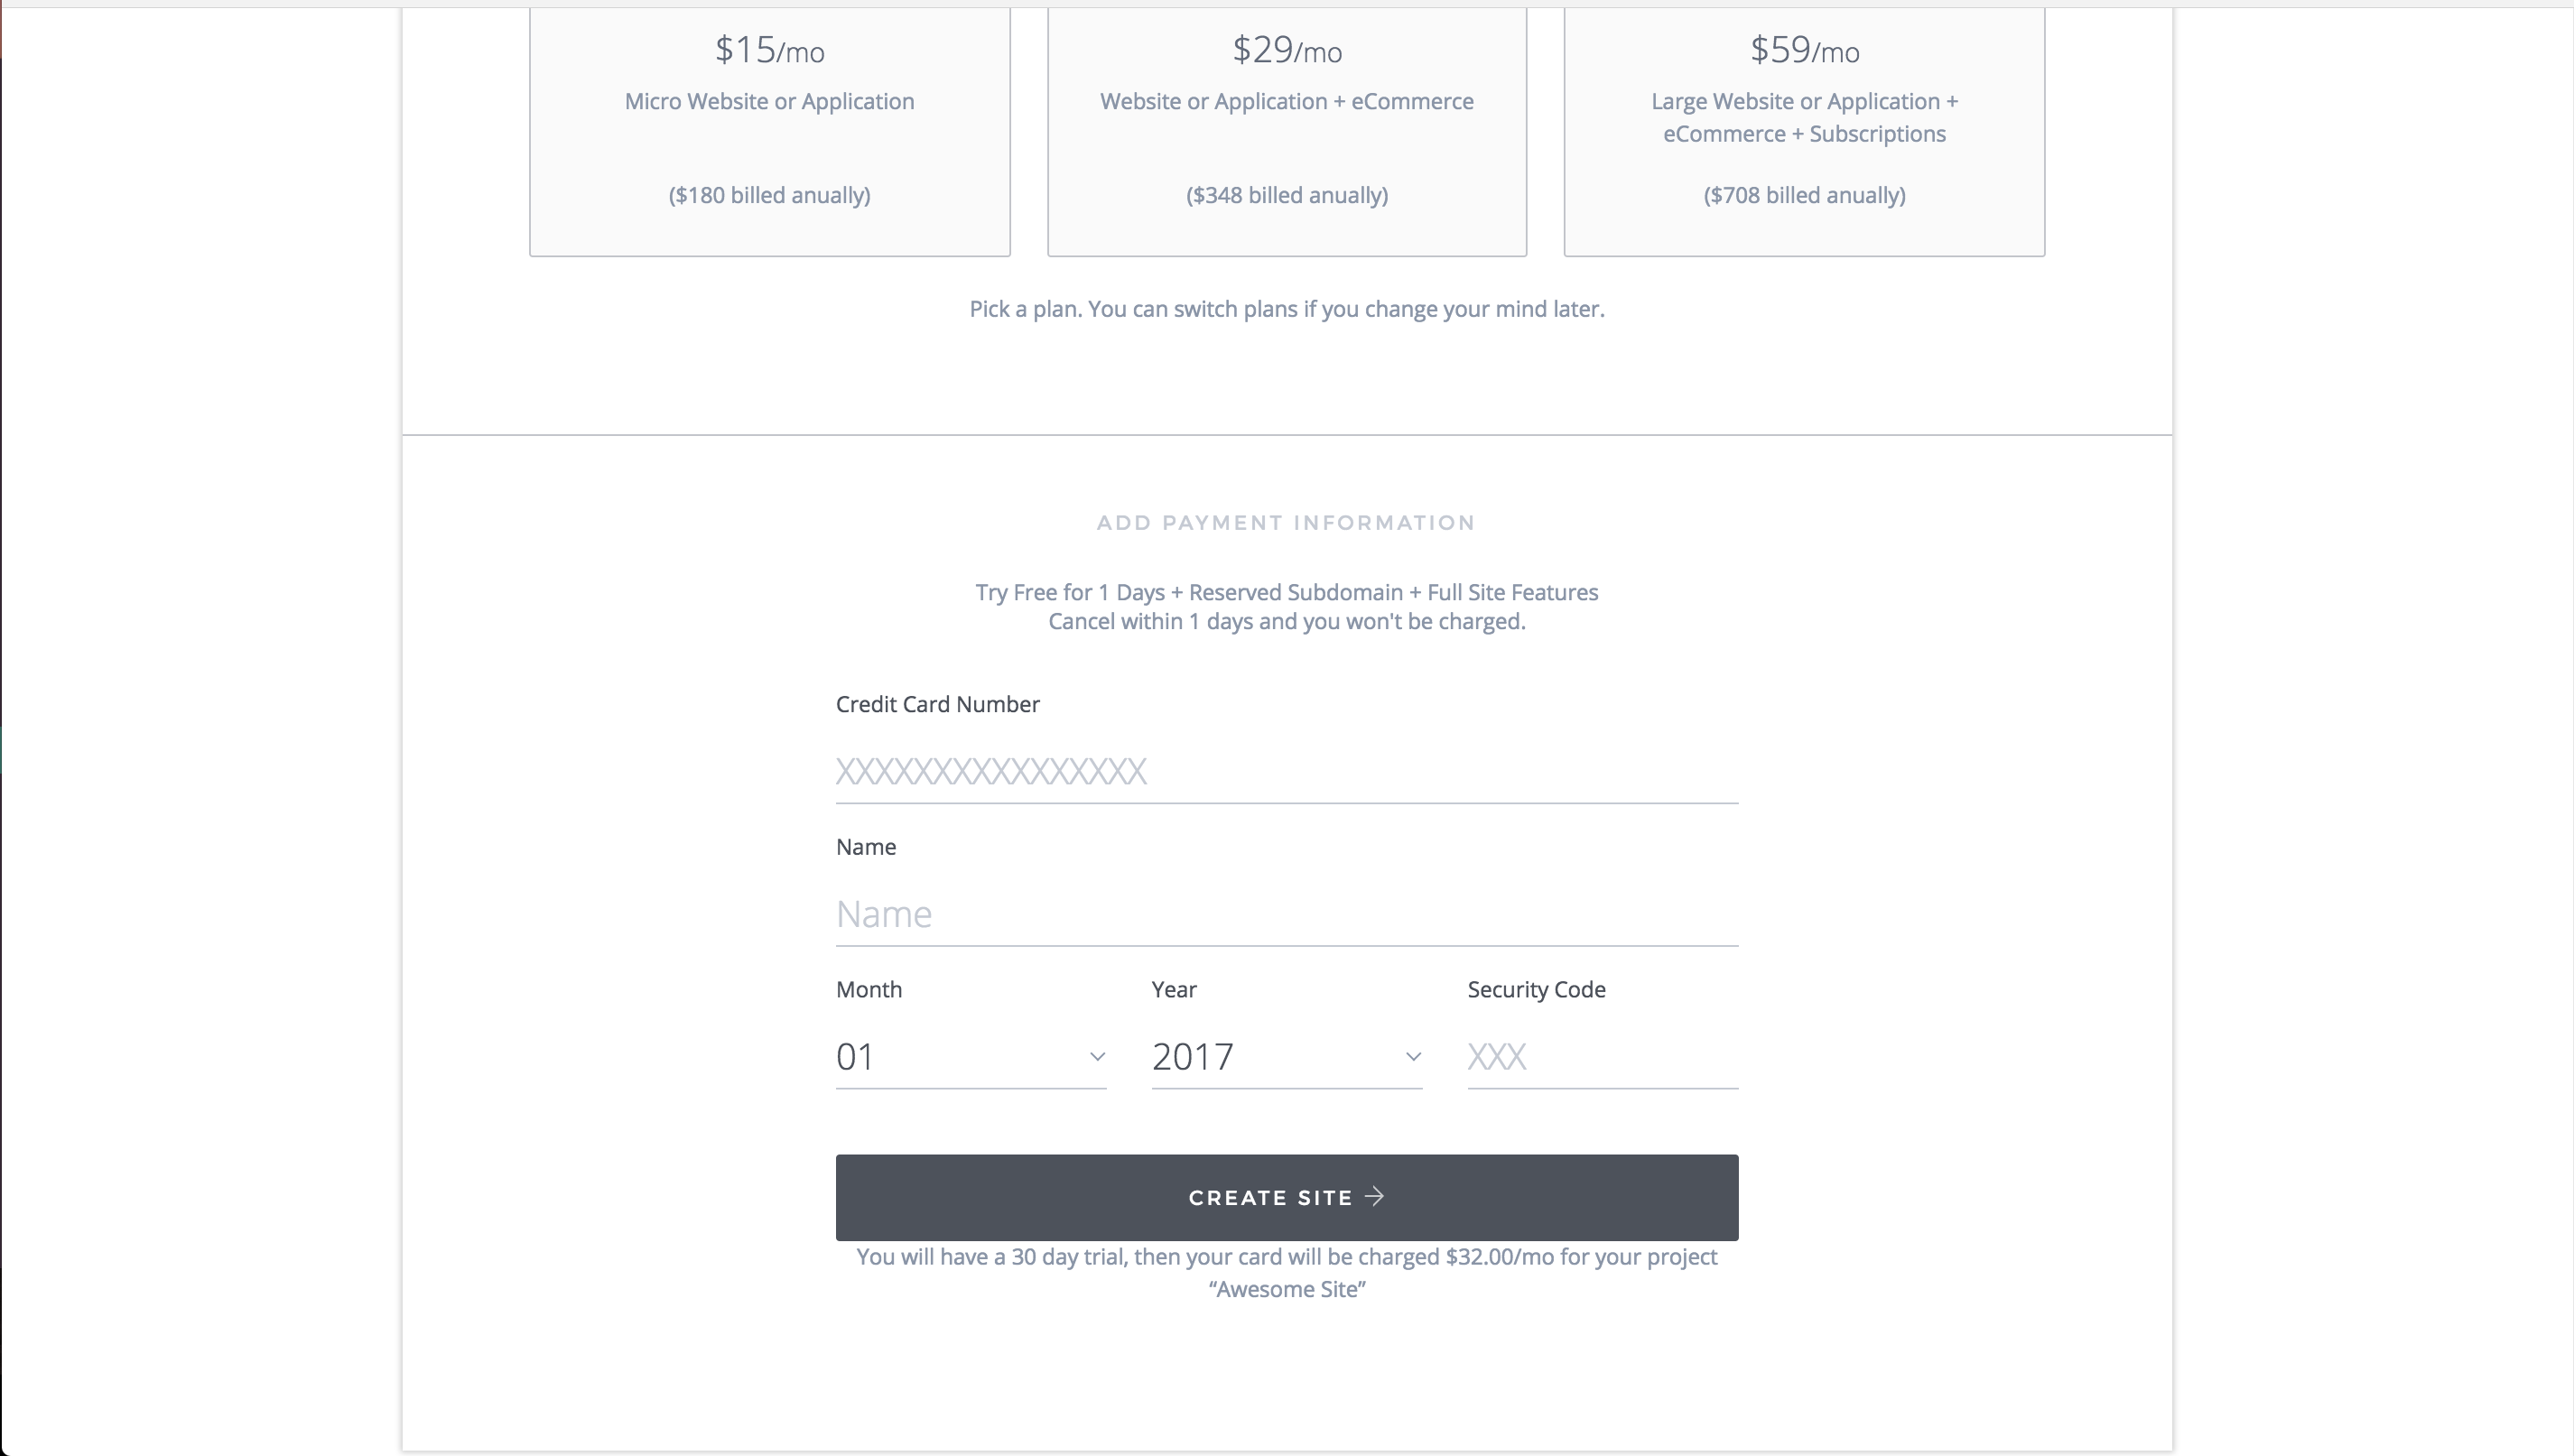 $15/mo
Micro Website or Application
($180 billed anually)
$29/mo
Website or Application + eCommerce
($348 billed anually)
$59/mo
Large Website or Application +
eCommerce + Subscriptions
($708 billed anually)
Pick a plan. You can switch plans if you change your mind later.
ADD PAYMENT INFORMATION
Try Free for 1 Days + Reserved Subdomain + Full Site Features
Cancel within 1 days and you won't be charged.
Credit Card Number
XXXXXXXXXXXXXXXX
Name
Name
Month
01
Year
2017
Security Code
XXX
CREATE SITE →
You will have a 30 day trial, then your card will be charged $32.00/mo for your project
“Awesome Site”